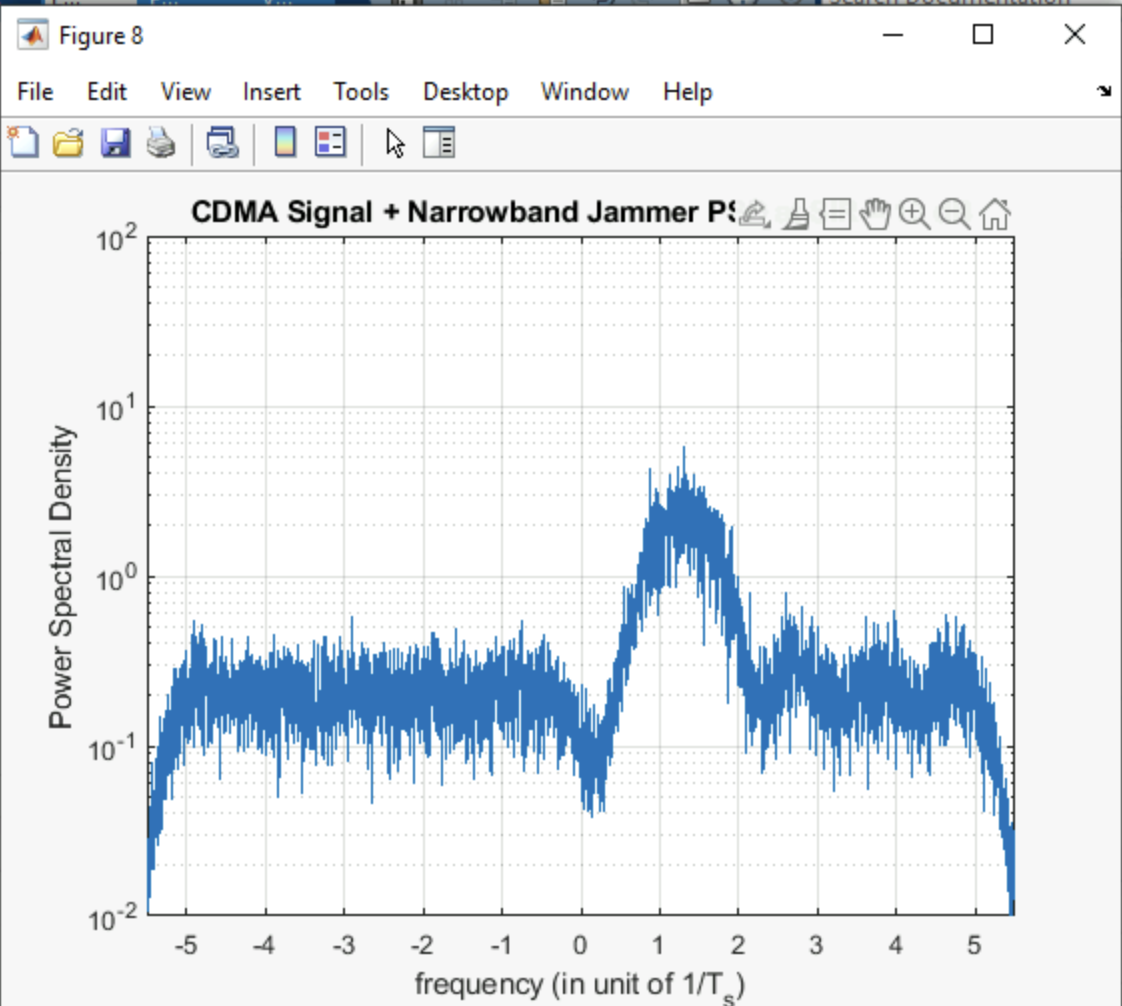 Search Documentation
Figure 8
File Edit View Insert Tools Desktop Window Help
CDMA Signal + Narrowband Jammer
10^2
10^1
10^0
10^-1
10^-2
Power Spectral Density
-5 -4 -3 -2 -1 0 1 2 3 4 5
frequency (in unit of 1/T_s)